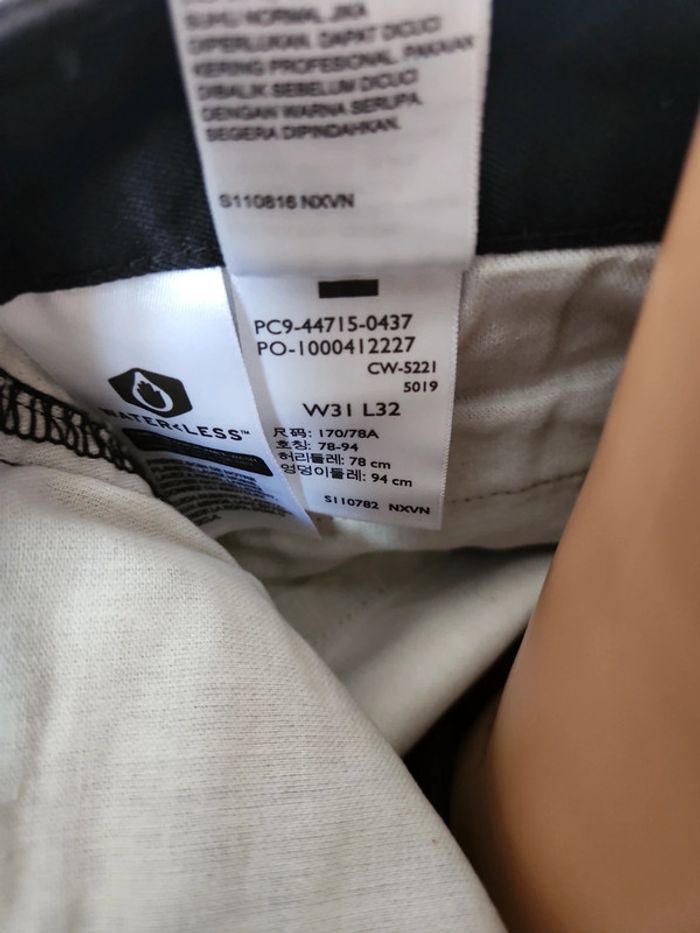 SUHU NORMAL, JIKA
DIPERLUKAN, DAPAT DICUCI
KERING PROFESIONAL. PAKAIAN
DIBALIK SEBELUM DICUCI
DENGAN WARNA SERUPA.
SEGERA DIPINDAHKAN.
S110816 NXVN
PC9-44715-0437
PO-1000412227
CW-5221
5019
W31 L32
尺码: 170/78A
호칭: 78-94
허리둘레: 78 cm
엉덩이둘레: 94 cm
S110782 NXVN
WATER<LESS™